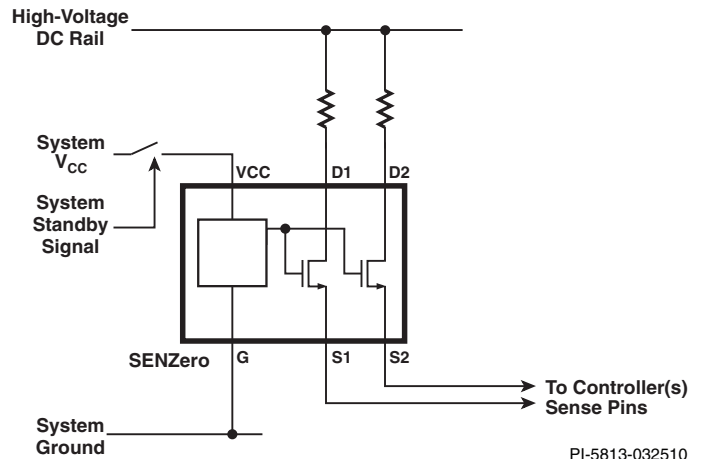 High-Voltage
DC Rail
System
VCC
System
Standby
Signal
VCC
D1
D2
SENZero
G
S1
S2
To Controller(s)
Sense Pins
System
Ground
PI-5813-032510